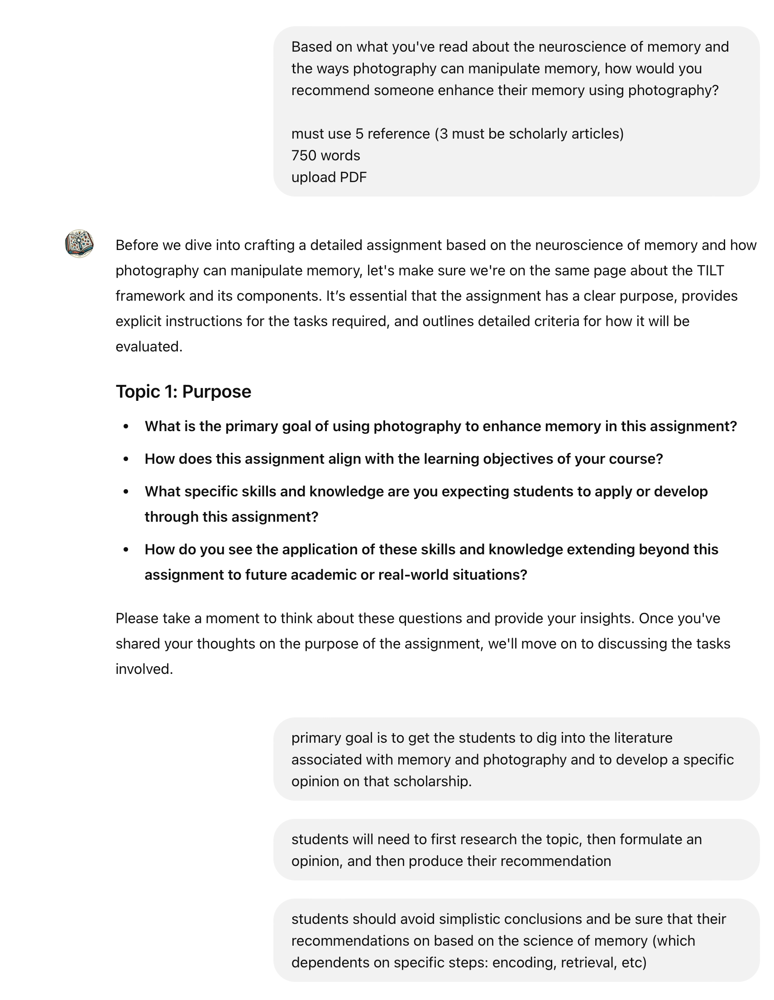 Based on what you've read about the neuroscience of memory and
the ways photography can manipulate memory, how would you
recommend someone enhance their memory using photography?
must use 5 reference (3 must be scholarly articles)
750 words
upload PDF
Before we dive into crafting a detailed assignment based on the neuroscience of memory and how
photography can manipulate memory, let's make sure we're on the same page about the TILT
framework and its components. It’s essential that the assignment has a clear purpose, provides
explicit instructions for the tasks required, and outlines detailed criteria for how it will be
evaluated.
Topic 1: Purpose
• What is the primary goal of using photography to enhance memory in this assignment?
• How does this assignment align with the learning objectives of your course?
• What specific skills and knowledge are you expecting students to apply or develop
through this assignment?
• How do you see the application of these skills and knowledge extending beyond this
assignment to future academic or real-world situations?
Please take a moment to think about these questions and provide your insights. Once you've
shared your thoughts on the purpose of the assignment, we'll move on to discussing the tasks
involved.
primary goal is to get the students to dig into the literature
associated with memory and photography and to develop a specific
opinion on that scholarship.
students will need to first research the topic, then formulate an
opinion, and then produce their recommendation
students should avoid simplistic conclusions and be sure that their
recommendations on based on the science of memory (which
dependents on specific steps: encoding, retrieval, etc)